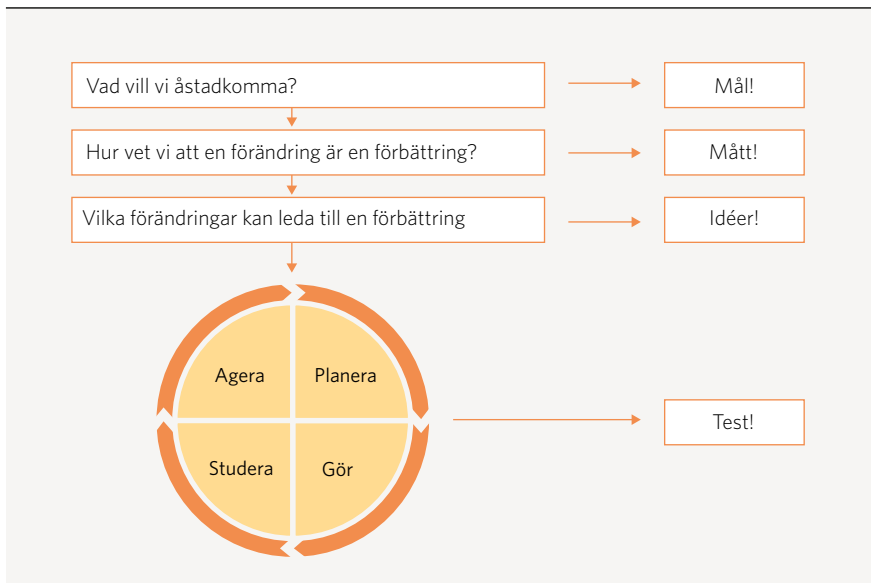 Vad vill vi åstadkomma?
Mål!
Hur vet vi att en förändring är en förbättring?
Mått!
Vilka förändringar kan leda till en förbättring
Idéer!
Agera
Planera
Test!
Studera
Gör